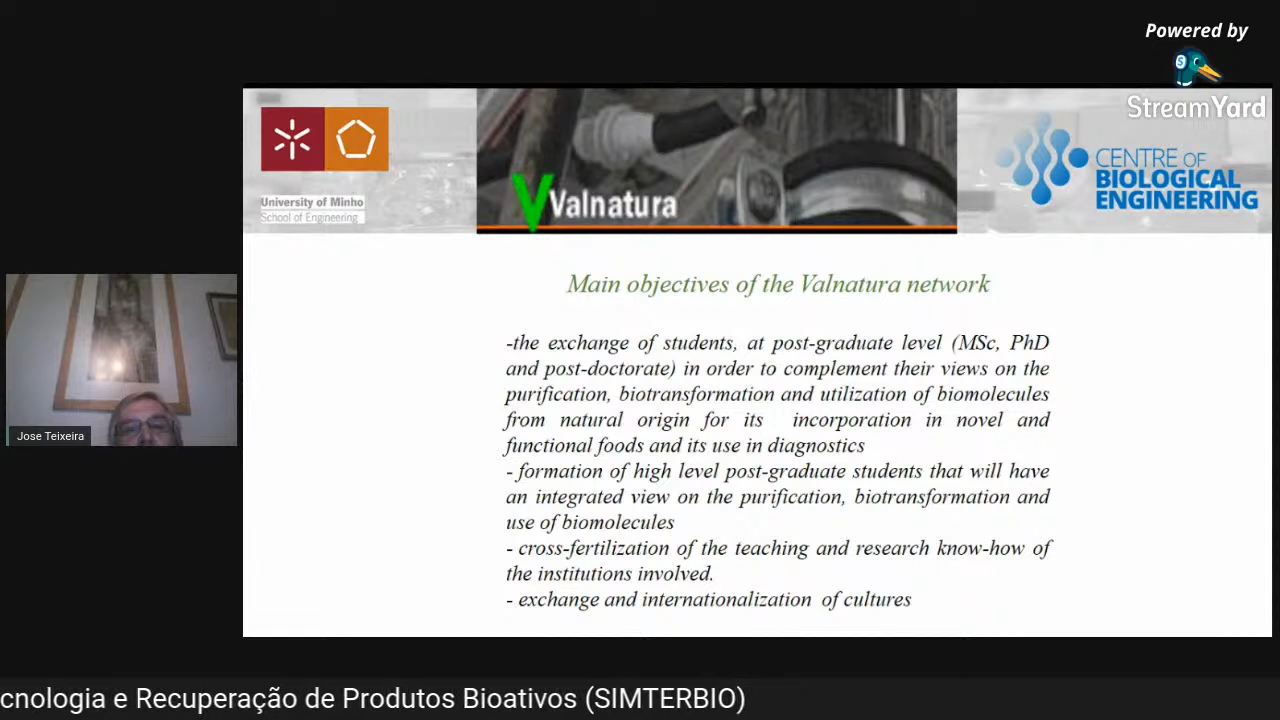 Powered by
StreamYard
University of Minho
School of Engineering
Valnatura
CENTRE OF
BIOLOGICAL
ENGINEERING
Main objectives of the Valnatura network
-the exchange of students, at post-graduate level (MSc, PhD
and post-doctorate) in order to complement their views on the
purification, biotransformation and utilization of biomolecules
from natural origin for its incorporation in novel and
functional foods and its use in diagnostics
- formation of high level post-graduate students that will have
an integrated view on the purification, biotransformation and
use of biomolecules
- cross-fertilization of the teaching and research know-how of
the institutions involved.
- exchange and internationalization of cultures
Jose Teixeira
cnologia e Recuperação de Produtos Bioativos (SIMTERBIO)